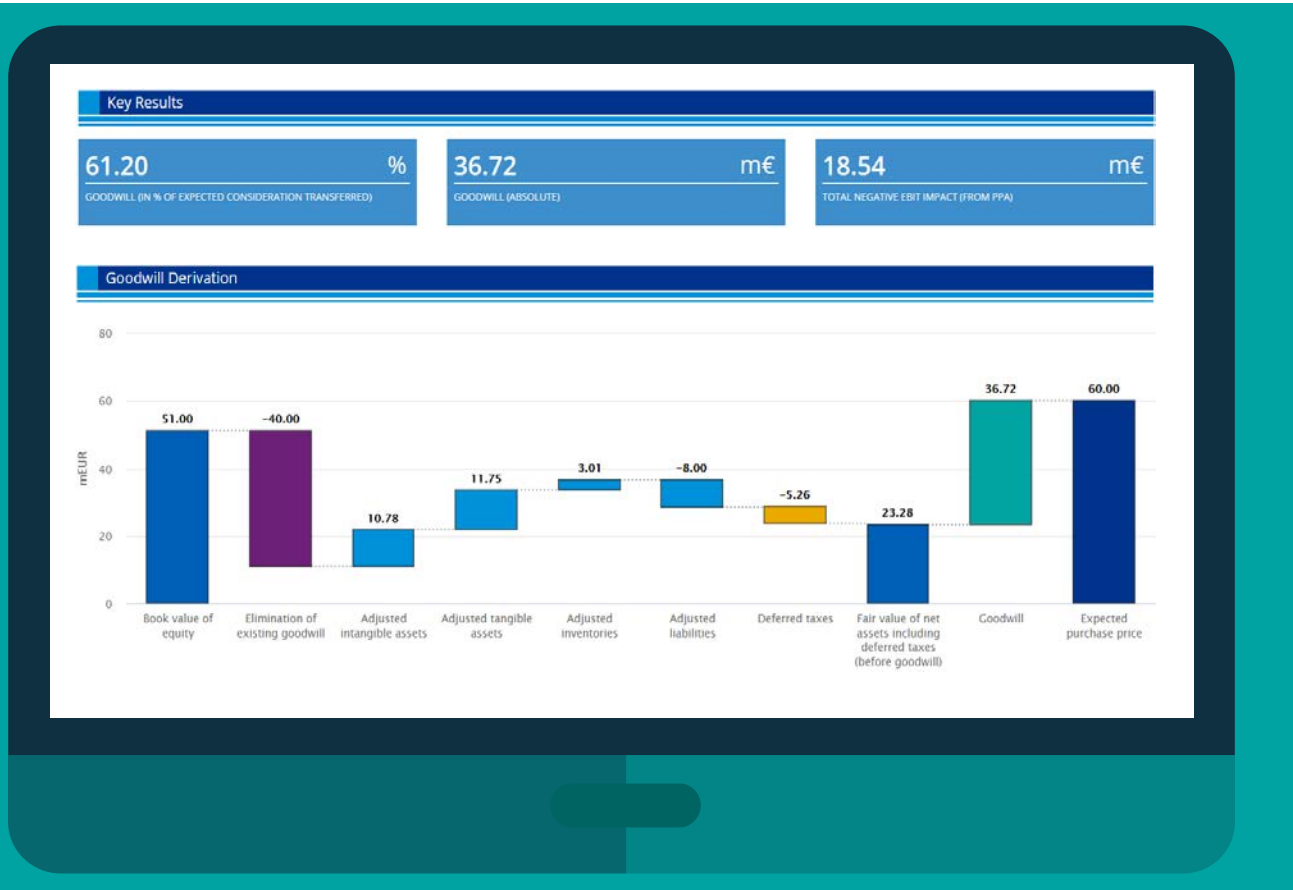 Key Results
61.20 %
GOODWILL (IN % OF EXPECTED CONSIDERATION TRANSFERRED)
36.72 m€
GOODWILL (ABSOLUTE)
18.54 m€
TOTAL NEGATIVE EBIT IMPACT (FROM PPA)
Goodwill Derivation
mEUR
80
60
40
20
0
51.00
-40.00
10.78
11.75
3.01
-8.00
-5.26
23.28
36.72
60.00
Book value of
equity
Elimination of
existing goodwill
Adjusted
intangible assets
Adjusted tangible
assets
Adjusted
inventories
Adjusted
liabilities
Deferred taxes
Fair value of net
assets including
deferred taxes
(before goodwill)
Goodwill
Expected
purchase price